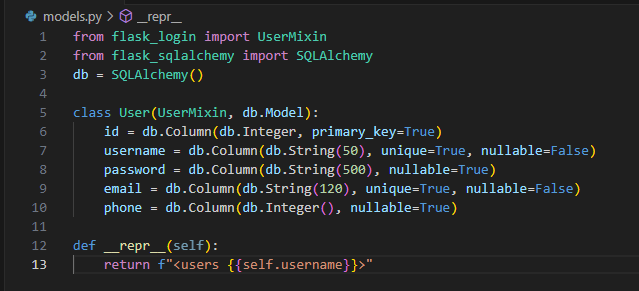 models.py > __repr__
1 from flask_login import UserMixin
2 from flask_sqlalchemy import SQLAlchemy
3 db = SQLAlchemy()
4
5 class User(UserMixin, db.Model):
6     id = db.Column(db.Integer, primary_key=True)
7     username = db.Column(db.String(50), unique=True, nullable=False)
8     password = db.Column(db.String(500), nullable=True)
9     email = db.Column(db.String(120), unique=True, nullable=False)
10     phone = db.Column(db.Integer(), nullable=True)
11
12 def __repr__(self):
13     return f"<users {{self.username}}>"